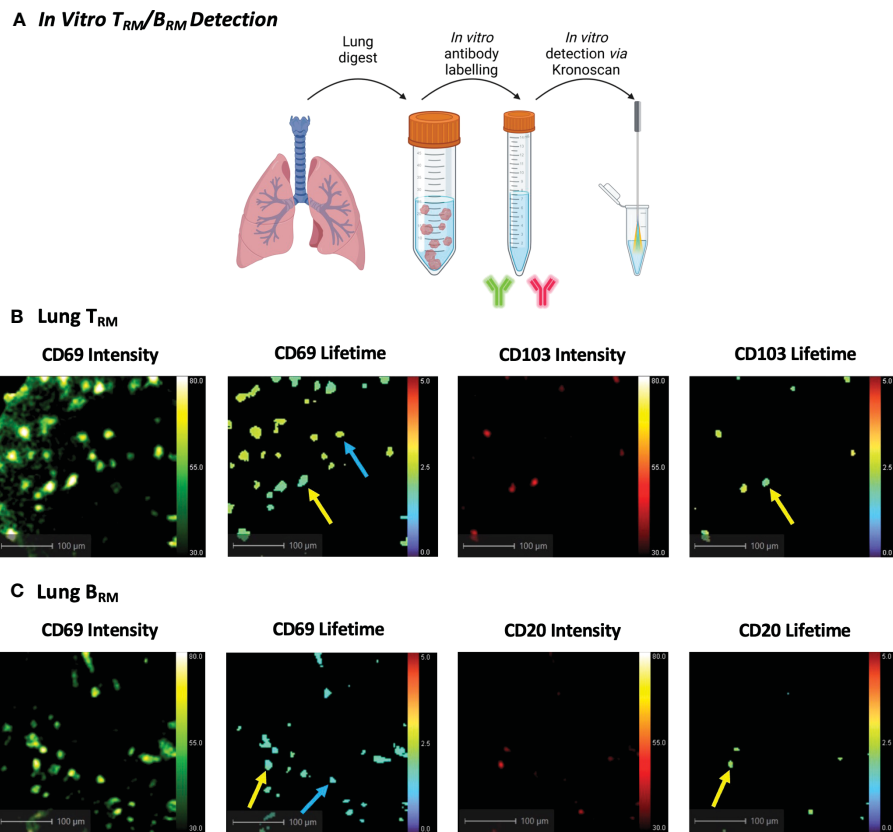 A In Vitro TRM/BRM Detection
Lung
digest
In vitro
antibody
labelling
In vitro
detection via
Kronoscan
B Lung TRM
CD69 Intensity
CD69 Lifetime
CD103 Intensity
CD103 Lifetime
80.0
55.0
30.0
100 µm
5.0
2.5
0.0
100 µm
80.0
55.0
30.0
100 µm
5.0
2.5
0.0
100 µm
C Lung BRM
CD69 Intensity
CD69 Lifetime
CD20 Intensity
CD20 Lifetime
80.0
55.0
30.0
100 µm
5.0
2.5
0.0
100 µm
80.0
55.0
30.0
100 µm
5.0
2.5
0.0
100 µm